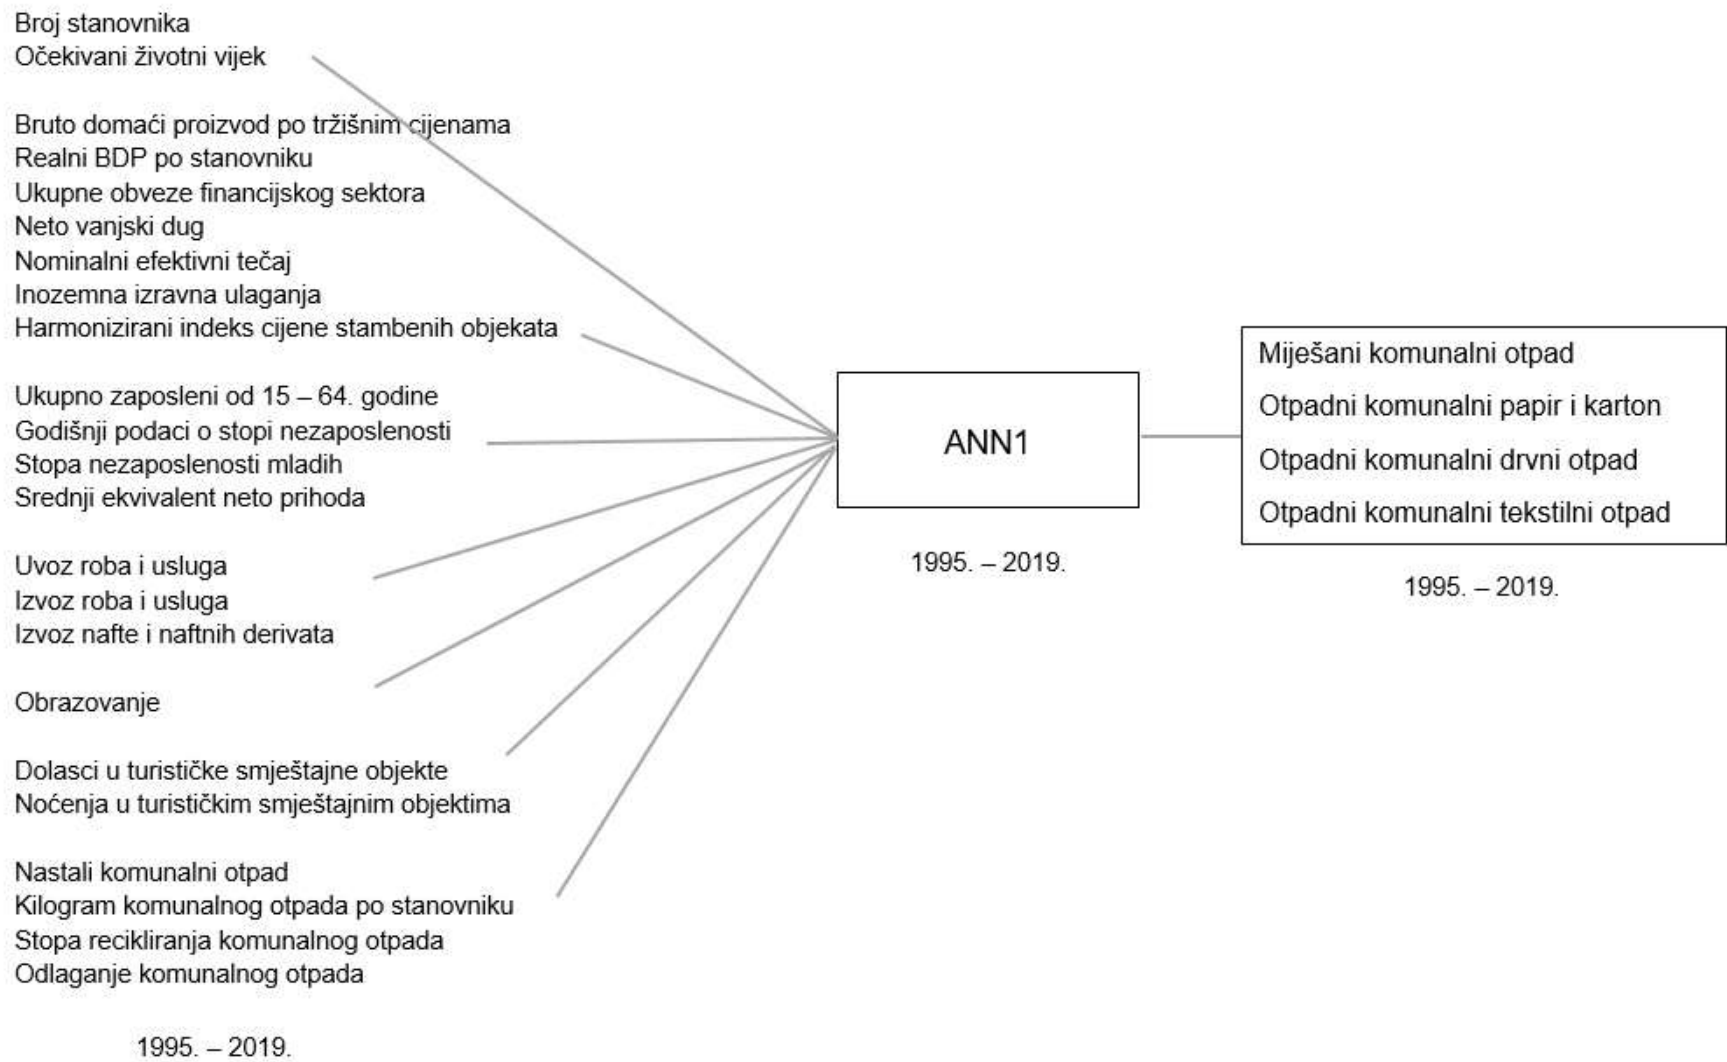 Broj stanovnika
Očekivani životni vijek
Bruto domaći proizvod po tržišnim cijenama
Realni BDP po stanovniku
Ukupne obveze financijskog sektora
Neto vanjski dug
Nominalni efektivni tečaj
Inozemna izravna ulaganja
Harmonizirani indeks cijene stambenih objekata
Ukupno zaposleni od 15 – 64. godine
Godišnji podaci o stopi nezaposlenosti
Stopa nezaposlenosti mladih
Srednji ekvivalent neto prihoda
Uvoz roba i usluga
Izvoz roba i usluga
Izvoz nafte i naftnih derivata
Obrazovanje
Dolasci u turističke smještajne objekte
Noćenja u turističkim smještajnim objektima
Nastali komunalni otpad
Kilogram komunalnog otpada po stanovniku
Stopa recikliranja komunalnog otpada
Odlaganje komunalnog otpada
1995. – 2019.
ANN1
1995. – 2019.
Miješani komunalni otpad
Otpadni komunalni papir i karton
Otpadni komunalni drvni otpad
Otpadni komunalni tekstilni otpad
1995. – 2019.